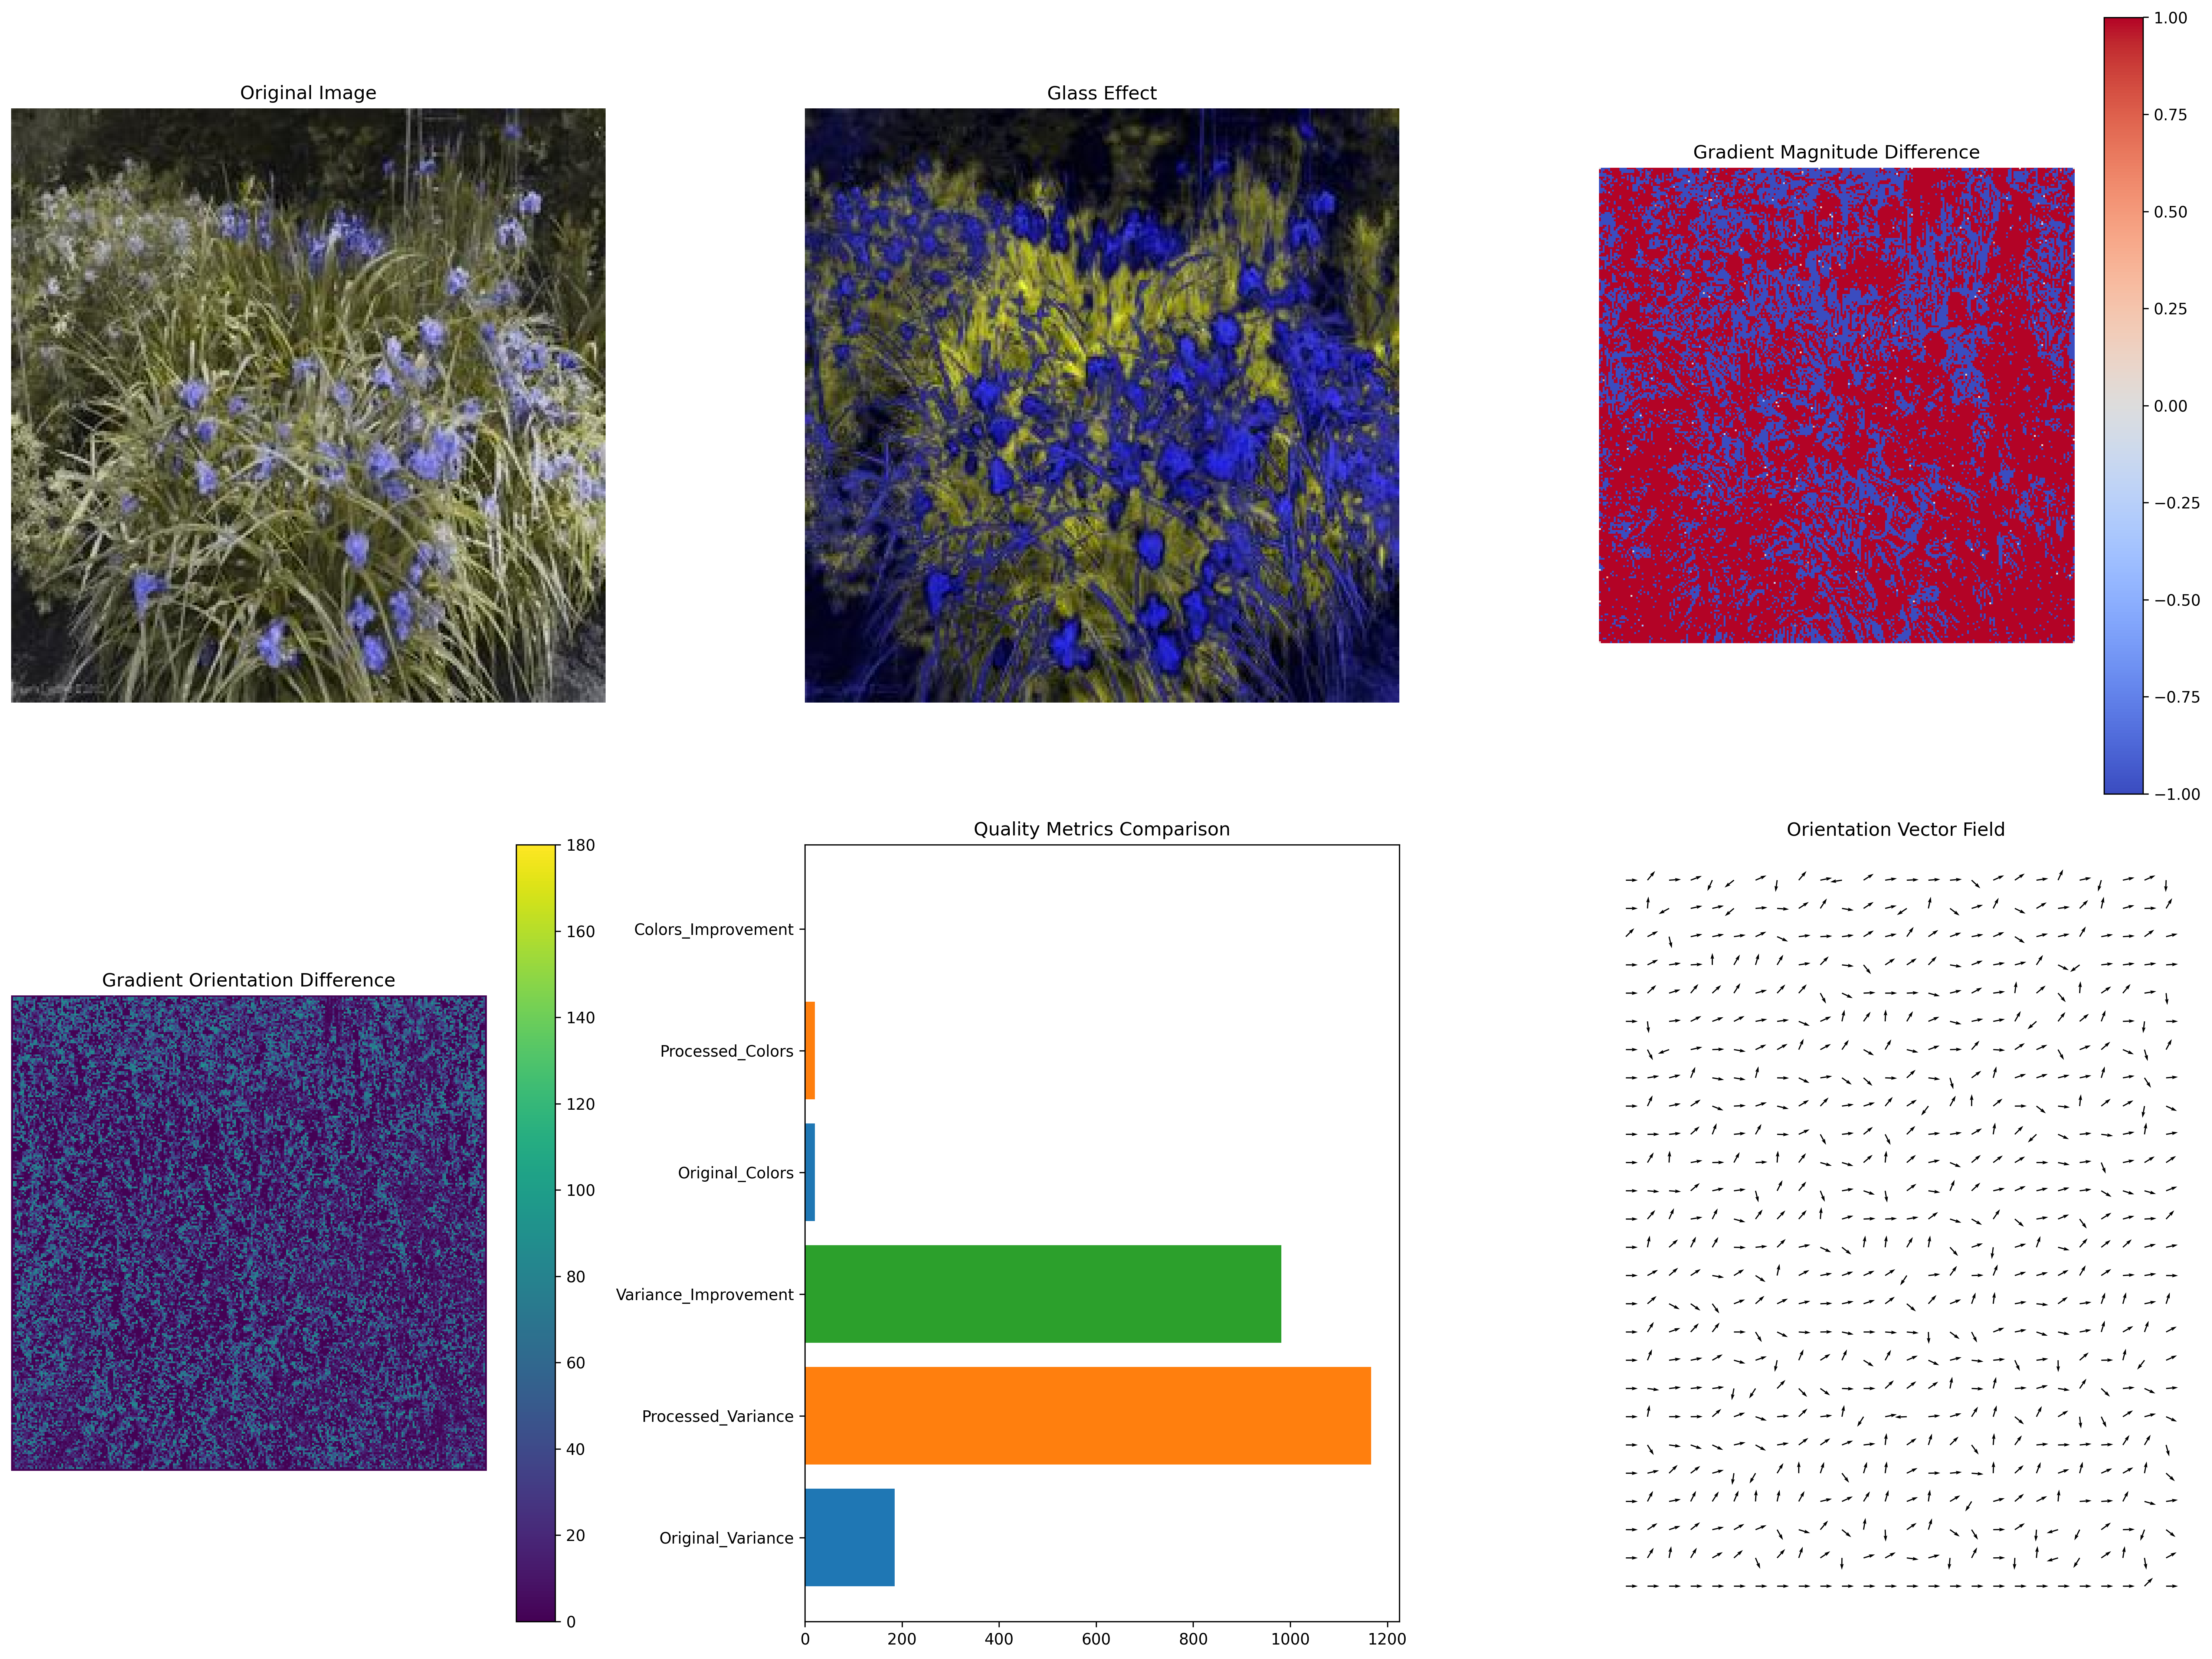 Original Image
Glass Effect
Gradient Magnitude Difference
1.00
0.75
0.50
0.25
0.00
−0.25
−0.50
−0.75
−1.00
Gradient Orientation Difference
180
160
140
120
100
80
60
40
20
0
Quality Metrics Comparison
Colors_Improvement
Processed_Colors
Original_Colors
Variance_Improvement
Processed_Variance
Original_Variance
0 200 400 600 800 1000 1200
Orientation Vector Field